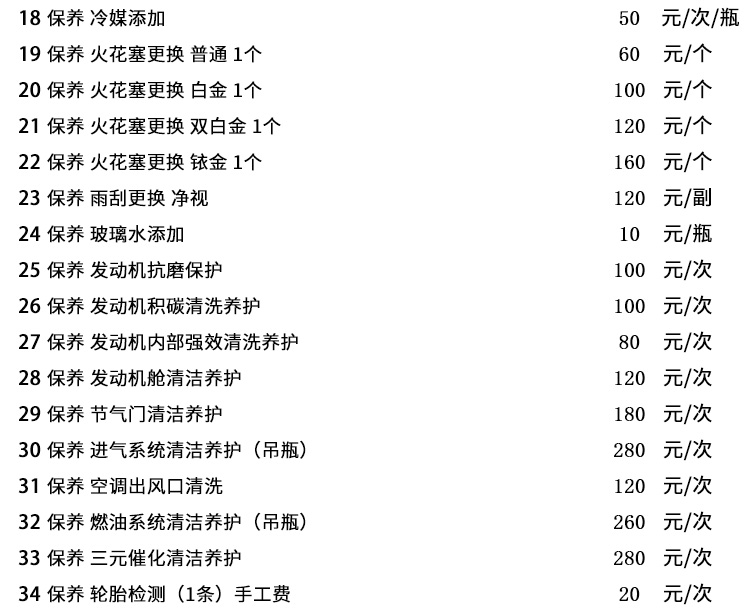 18 保养 冷媒添加 50 元/次/瓶
19 保养 火花塞更换 普通 1个 60 元/个
20 保养 火花塞更换 白金 1个 100 元/个
21 保养 火花塞更换 双白金 1个 120 元/个
22 保养 火花塞更换 铱金 1个 160 元/个
23 保养 雨刮更换 净视 120 元/副
24 保养 玻璃水添加 10 元/瓶
25 保养 发动机抗磨保护 100 元/次
26 保养 发动机积碳清洗养护 100 元/次
27 保养 发动机内部强效清洗养护 80 元/次
28 保养 发动机舱清洁养护 120 元/次
29 保养 节气门清洁养护 180 元/次
30 保养 进气系统清洁养护（吊瓶） 280 元/次
31 保养 空调出风口清洗 120 元/次
32 保养 燃油系统清洁养护（吊瓶） 260 元/次
33 保养 三元催化清洁养护 280 元/次
34 保养 轮胎检测（1条）手工费 20 元/次